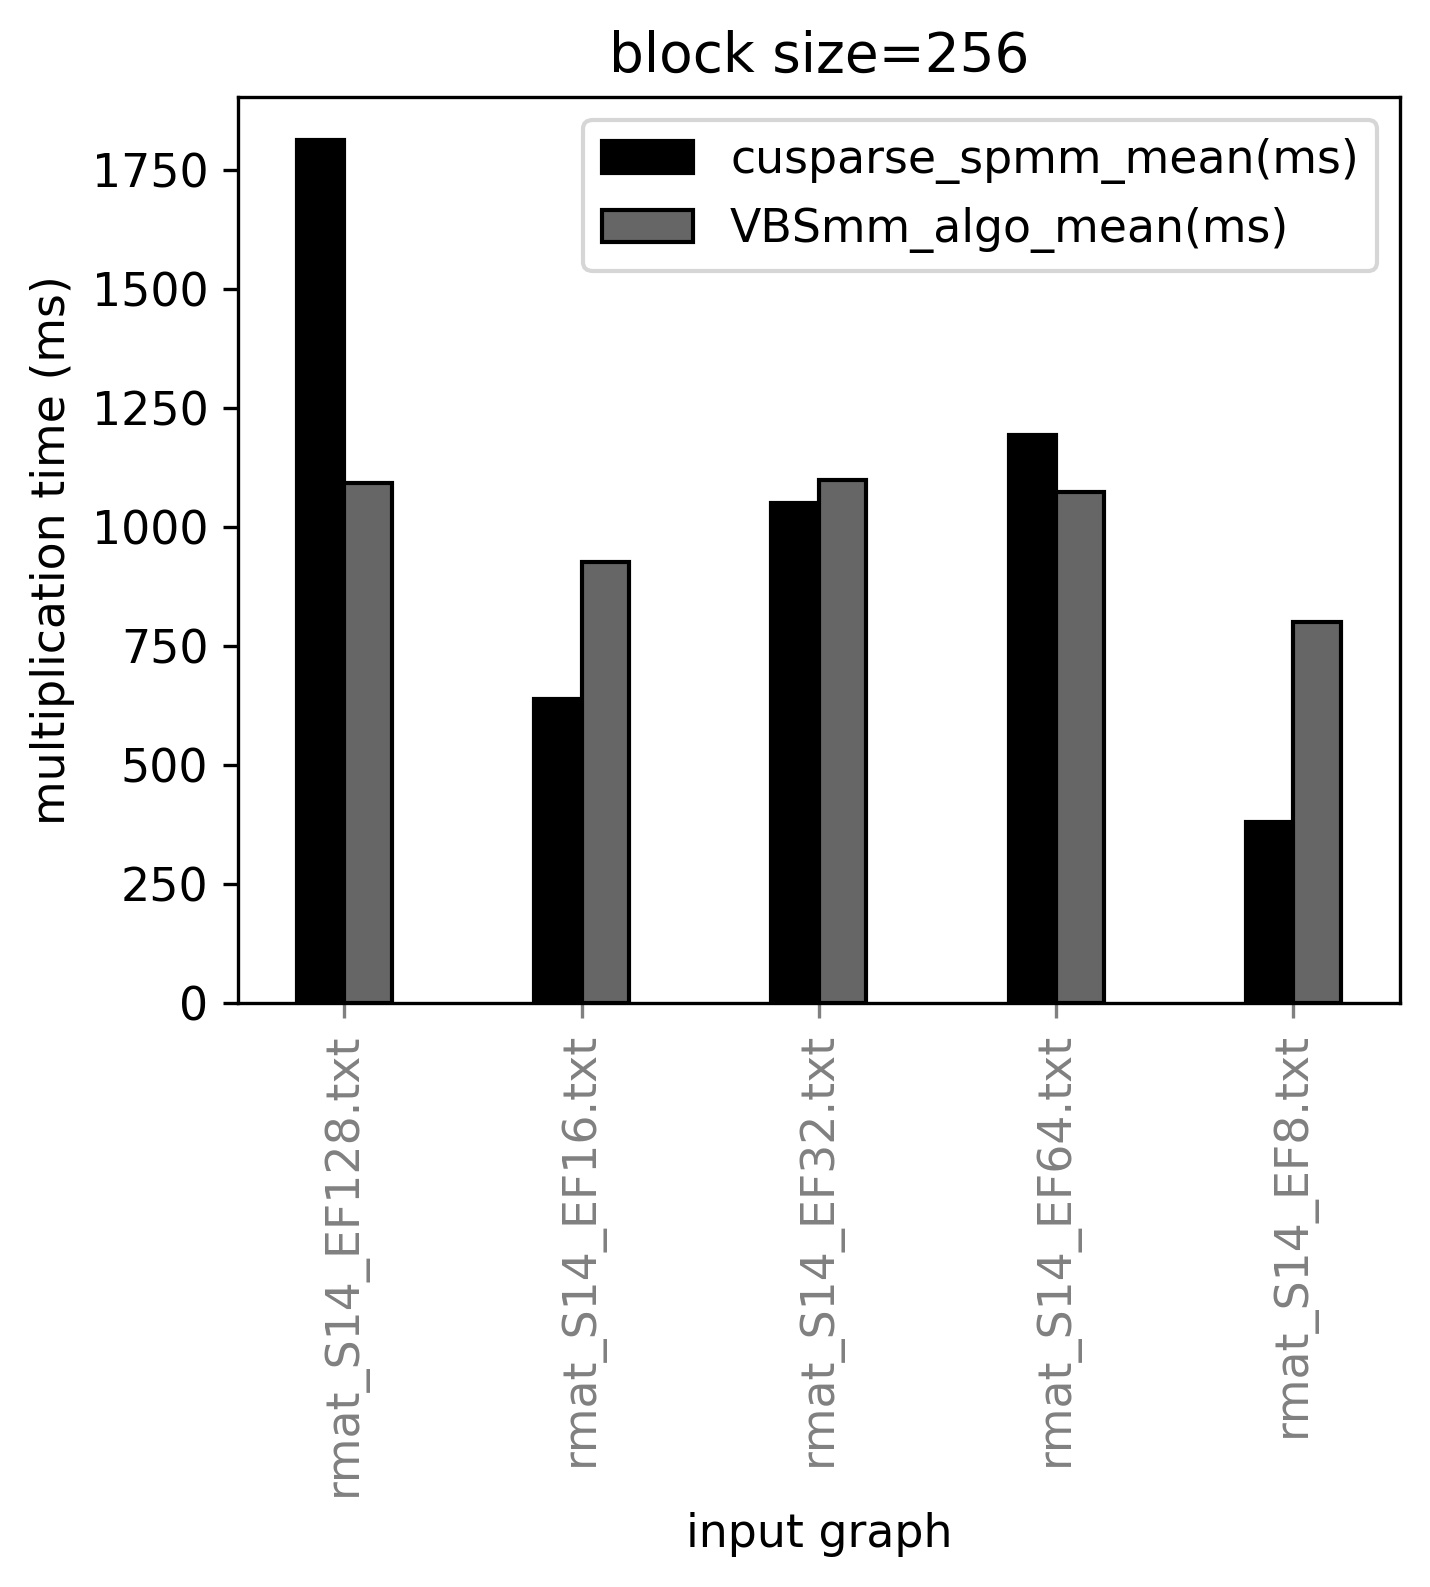 block size=256
cusparse_spmm_mean(ms)
VBSmm_algo_mean(ms)
multiplication time (ms)
1750
1500
1250
1000
750
500
250
0
rmat_S14_EF128.txt
rmat_S14_EF16.txt
rmat_S14_EF32.txt
rmat_S14_EF64.txt
rmat_S14_EF8.txt
input graph